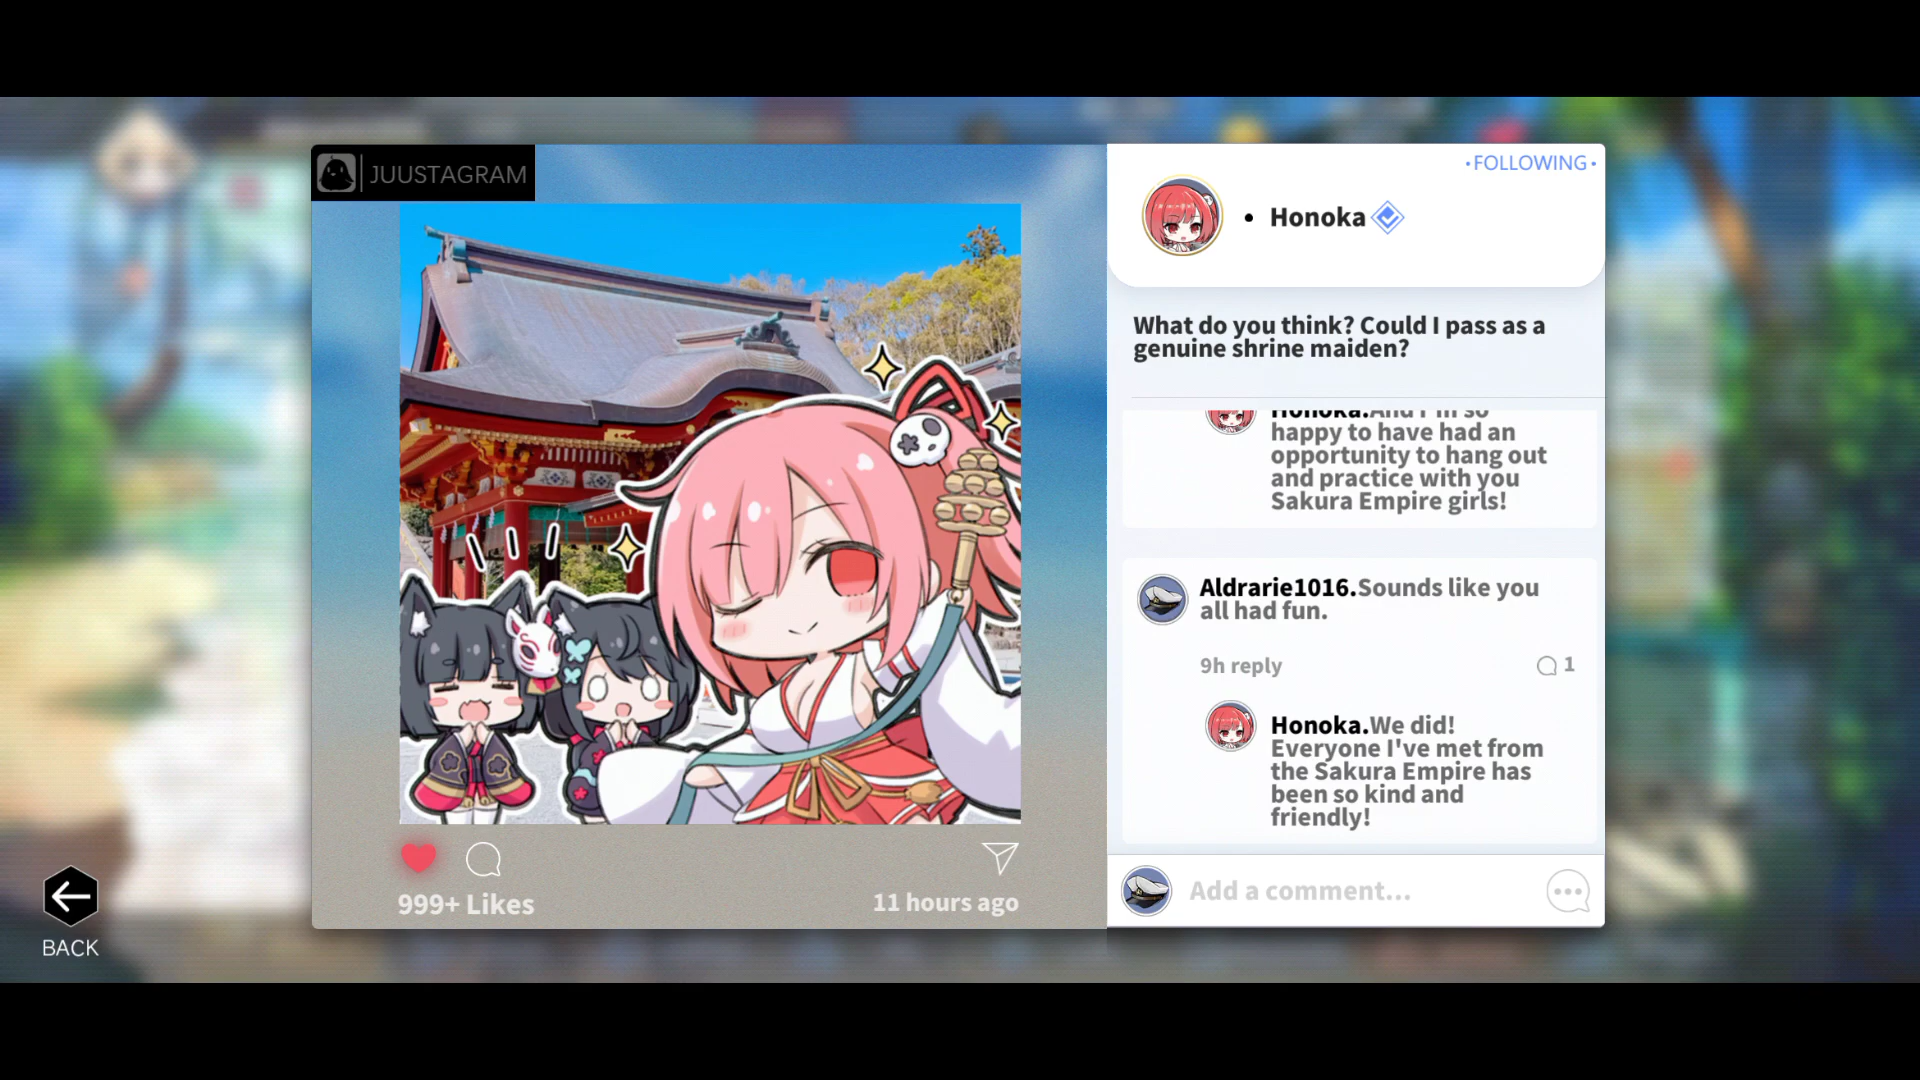 JUUSTAGRAM
•FOLLOWING•
• Honoka
What do you think? Could I pass as a
genuine shrine maiden?
Honoka.And I'm so
happy to have had an
opportunity to hang out
and practice with you
Sakura Empire girls!
Aldrarie1016.Sounds like you
all had fun.
9h reply
1
Honoka.We did!
Everyone I've met from
the Sakura Empire has
been so kind and
friendly!
Add a comment...
999+ Likes
11 hours ago
BACK